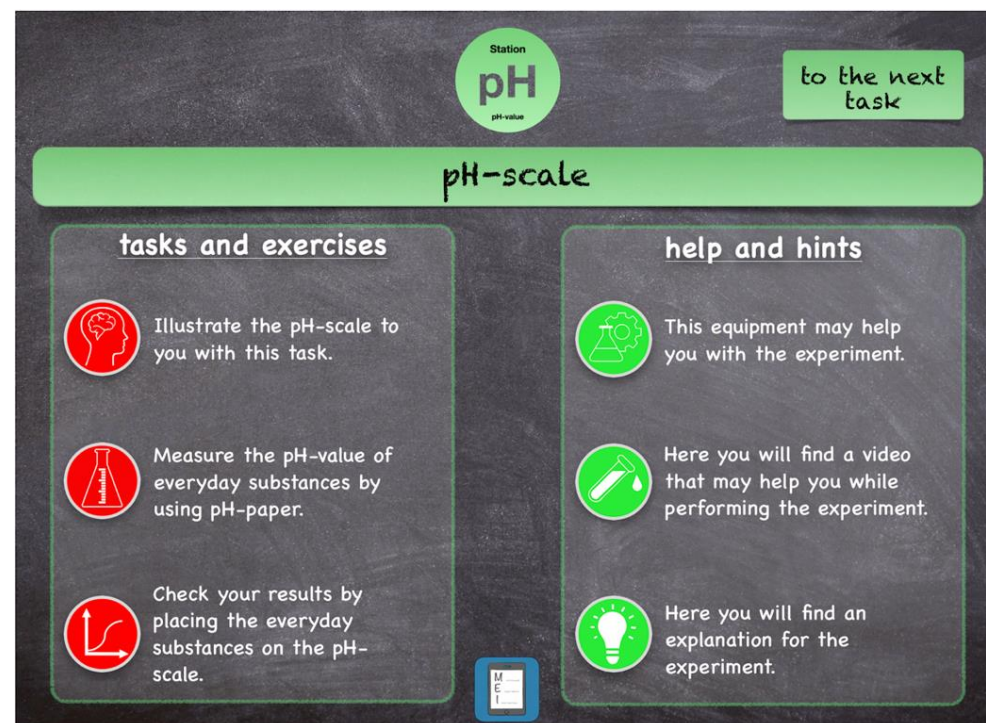 Station
pH
pH-value
to the next
task
pH-scale
tasks and exercises
Illustrate the pH-scale to
you with this task.
Measure the pH-value of
everyday substances by
using pH-paper.
Check your results by
placing the everyday
substances on the pH-
scale.
help and hints
This equipment may help
you with the experiment.
Here you will find a video
that may help you while
performing the experiment.
Here you will find an
explanation for the
experiment.
M
E
I